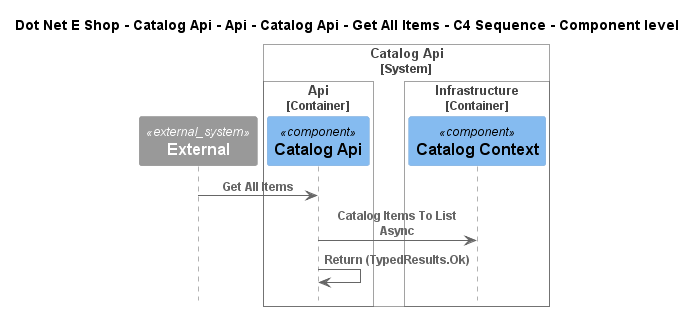 Dot Net E Shop - Catalog Api - Api - Catalog Api - Get All Items - C4 Sequence - Component level
Catalog Api
[System]
Api
[Container]
Infrastructure
[Container]
«external_system»
External
«component»
Catalog Api
«component»
Catalog Context
Get All Items
Catalog Items To List
Async
Return (TypedResults.Ok)